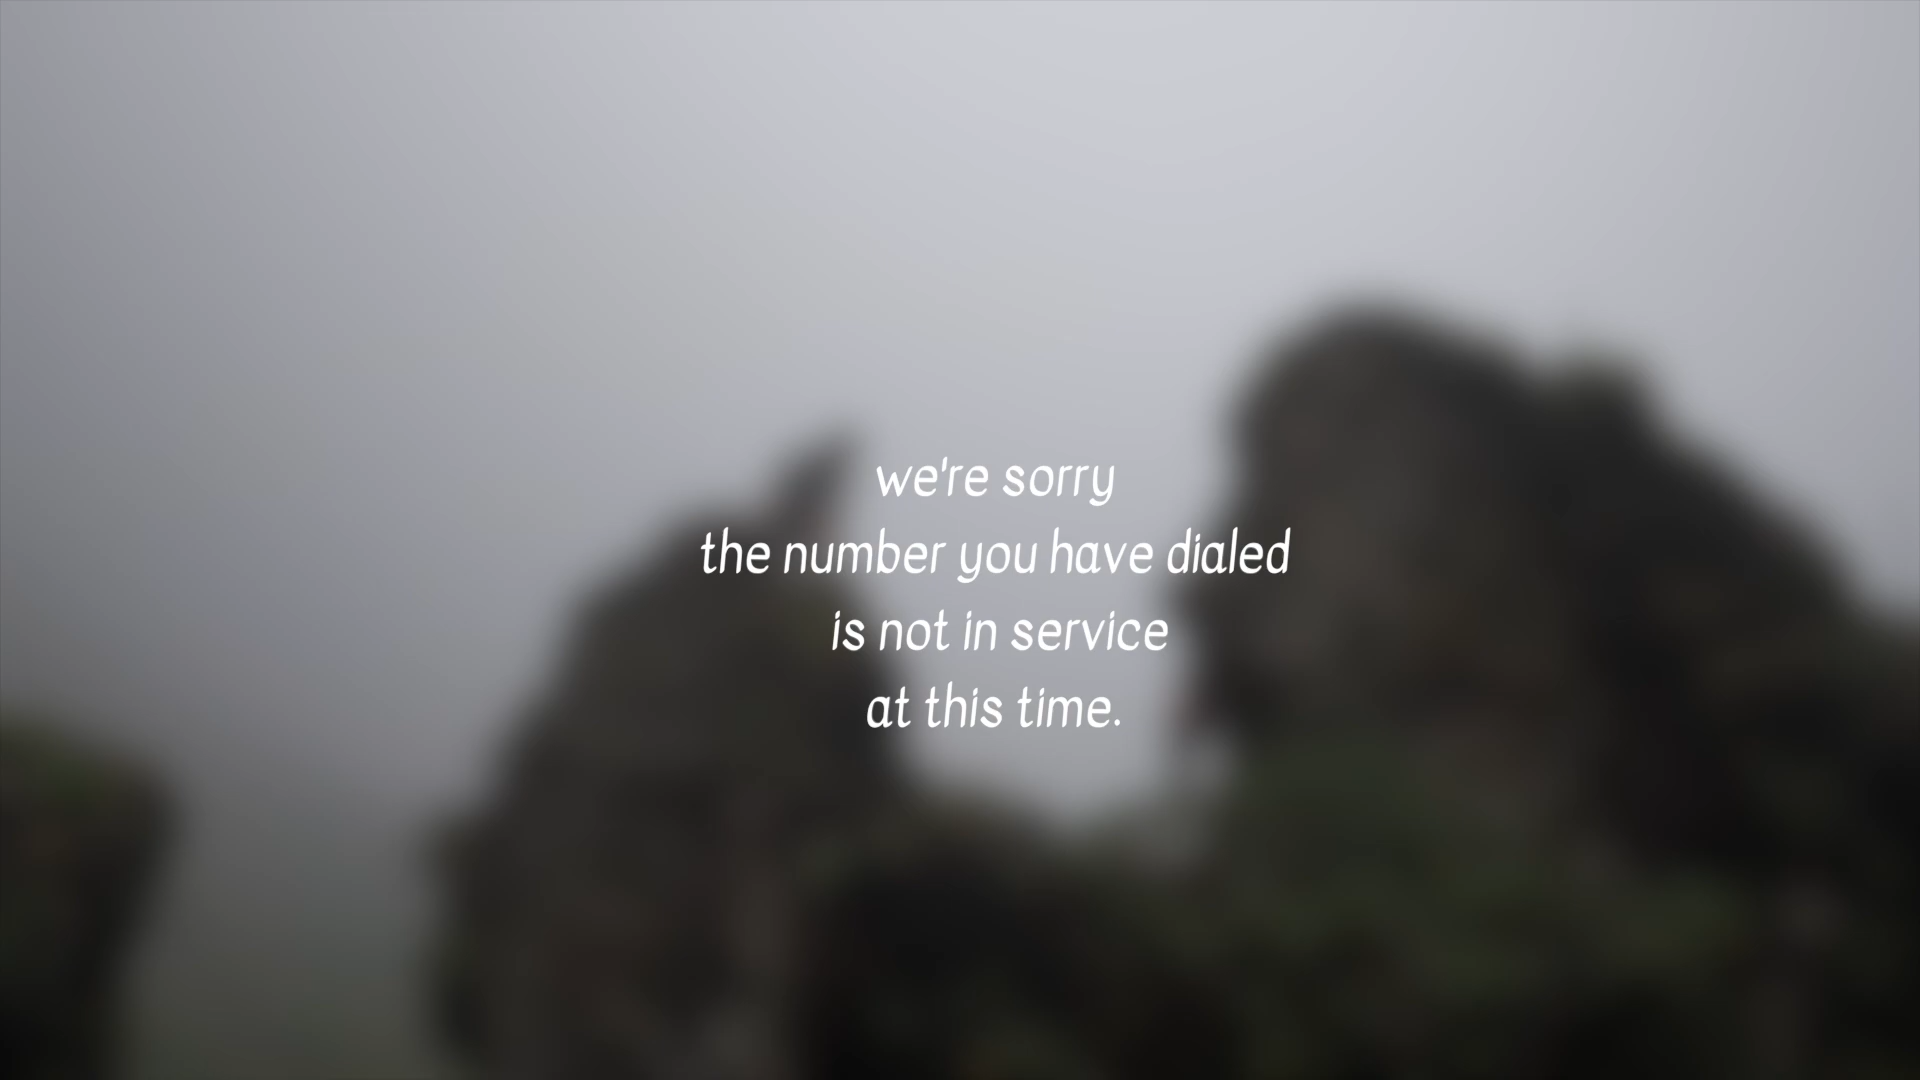 we're sorry
the number you have dialed
is not in service
at this time.